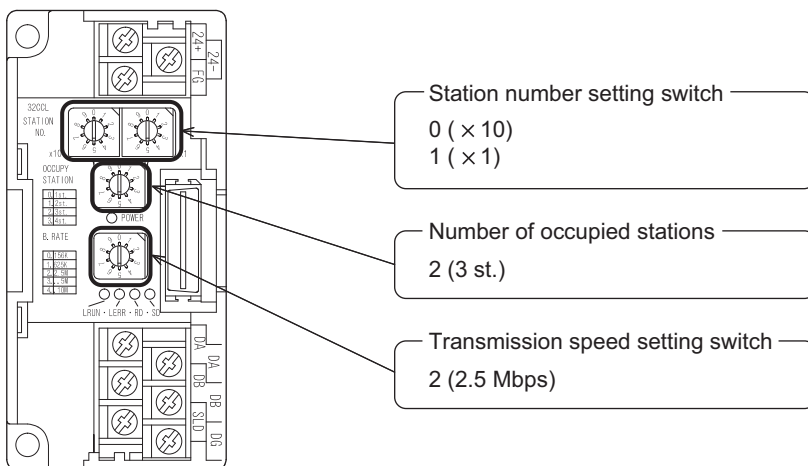 24+
24-
FG
32CCL
STATION
NO.
x10
x1
OCCUPY
STATION
0.1st.
1.2st.
2.3st.
3.4st.
POWER
B. RATE
0.156K
1.625K
2.2.5M
3...5M
4..10M
LRUN・LERR・RD・SD
DA
DA
DB
DB
SLD
DG
Station number setting switch
0 ( × 10)
1 ( × 1)
Number of occupied stations
2 (3 st.)
Transmission speed setting switch
2 (2.5 Mbps)